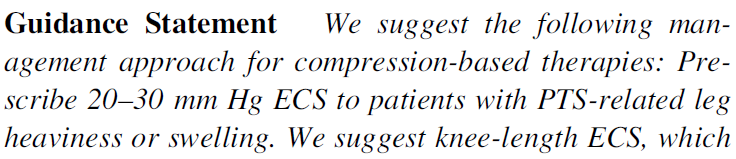 Guidance Statement We suggest the following man-
agement approach for compression-based therapies: Pre-
scribe 20–30 mm Hg ECS to patients with PTS-related leg
heaviness or swelling. We suggest knee-length ECS, which